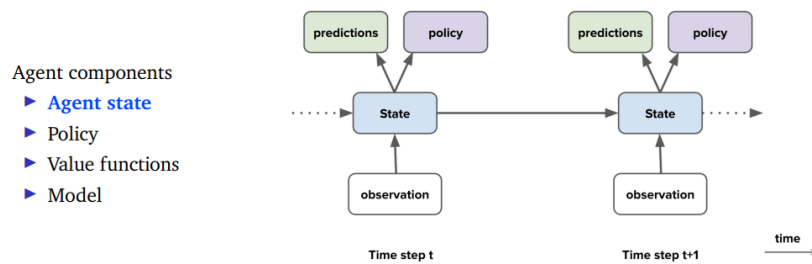 Agent components
▶ Agent state
▶ Policy
▶ Value functions
▶ Model
predictions
policy
State
observation
Time step t
predictions
policy
State
observation
Time step t+1
time